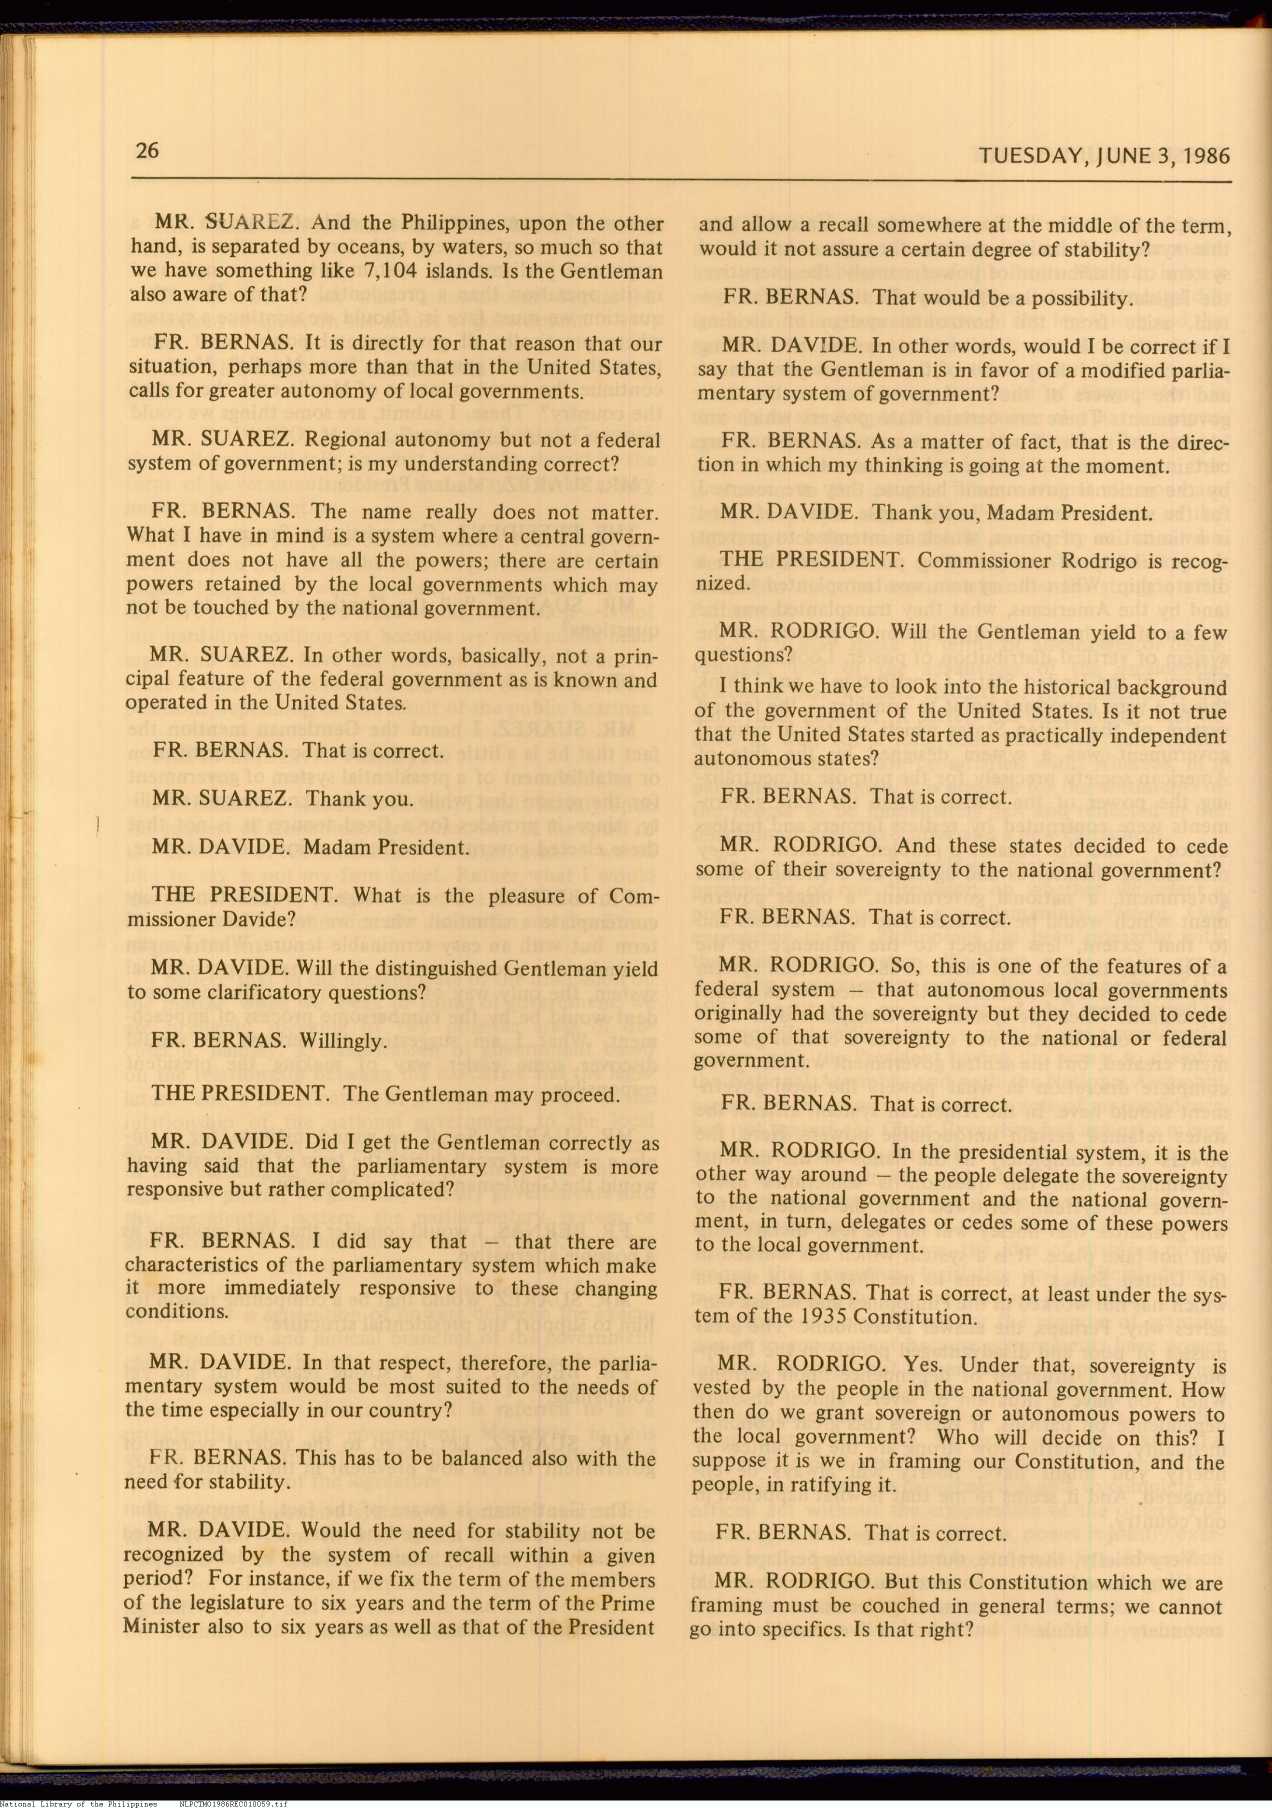 26
TUESDAY, JUNE 3, 1986
MR. SUAREZ. And the Philippines, upon the other
hand, is separated by oceans, by waters, so much so that
we have something like 7,104 islands. Is the Gentleman
also aware of that?
FR. BERNAS. It is directly for that reason that our
situation, perhaps more than that in the United States,
calls for greater autonomy of local governments.
MR. SUAREZ. Regional autonomy but not a federal
system of government; is my understanding correct?
FR. BERNAS. The name really does not matter.
What I have in mind is a system where a central govern-
ment does not have all the powers; there are certain
powers retained by the local governments which may
not be touched by the national government.
MR. SUAREZ. In other words, basically, not a prin-
cipal feature of the federal government as is known and
operated in the United States.
FR. BERNAS. That is correct.
MR. SUAREZ. Thank you.
MR. DAVIDE. Madam President.
THE PRESIDENT. What is the pleasure of Com-
missioner Davide?
MR. DAVIDE. Will the distinguished Gentleman yield
to some clarificatory questions?
FR. BERNAS. Willingly.
THE PRESIDENT. The Gentleman may proceed.
MR. DAVIDE. Did I get the Gentleman correctly as
having said that the parliamentary system is more
responsive but rather complicated?
FR. BERNAS. I did say that — that there are
characteristics of the parliamentary system which make
it more immediately responsive to these changing
conditions.
MR. DAVIDE. In that respect, therefore, the parlia-
mentary system would be most suited to the needs of
the time especially in our country?
FR. BERNAS. This has to be balanced also with the
need for stability.
MR. DAVIDE. Would the need for stability not be
recognized by the system of recall within a given
period? For instance, if we fix the term of the members
of the legislature to six years and the term of the Prime
Minister also to six years as well as that of the President
and allow a recall somewhere at the middle of the term,
would it not assure a certain degree of stability?
FR. BERNAS. That would be a possibility.
MR. DAVIDE. In other words, would I be correct if I
say that the Gentleman is in favor of a modified parlia-
mentary system of government?
FR. BERNAS. As a matter of fact, that is the direc-
tion in which my thinking is going at the moment.
MR. DAVIDE. Thank you, Madam President.
THE PRESIDENT. Commissioner Rodrigo is recog-
nized.
MR. RODRIGO. Will the Gentleman yield to a few
questions?
I think we have to look into the historical background
of the government of the United States. Is it not true
that the United States started as practically independent
autonomous states?
FR. BERNAS. That is correct.
MR. RODRIGO. And these states decided to cede
some of their sovereignty to the national government?
FR. BERNAS. That is correct.
MR. RODRIGO. So, this is one of the features of a
federal system — that autonomous local governments
originally had the sovereignty but they decided to cede
some of that sovereignty to the national or federal
government.
FR. BERNAS. That is correct.
MR. RODRIGO. In the presidential system, it is the
other way around — the people delegate the sovereignty
to the national government and the national govern-
ment, in turn, delegates or cedes some of these powers
to the local government.
FR. BERNAS. That is correct, at least under the sys-
tem of the 1935 Constitution.
MR. RODRIGO. Yes. Under that, sovereignty is
vested by the people in the national government. How
then do we grant sovereign or autonomous powers to
the local government? Who will decide on this? I
suppose it is we in framing our Constitution, and the
people, in ratifying it.
FR. BERNAS. That is correct.
MR. RODRIGO. But this Constitution which we are
framing must be couched in general terms; we cannot
go into specifics. Is that right?
National Library of the Philippines NLPCTMO1986REC010059.tif